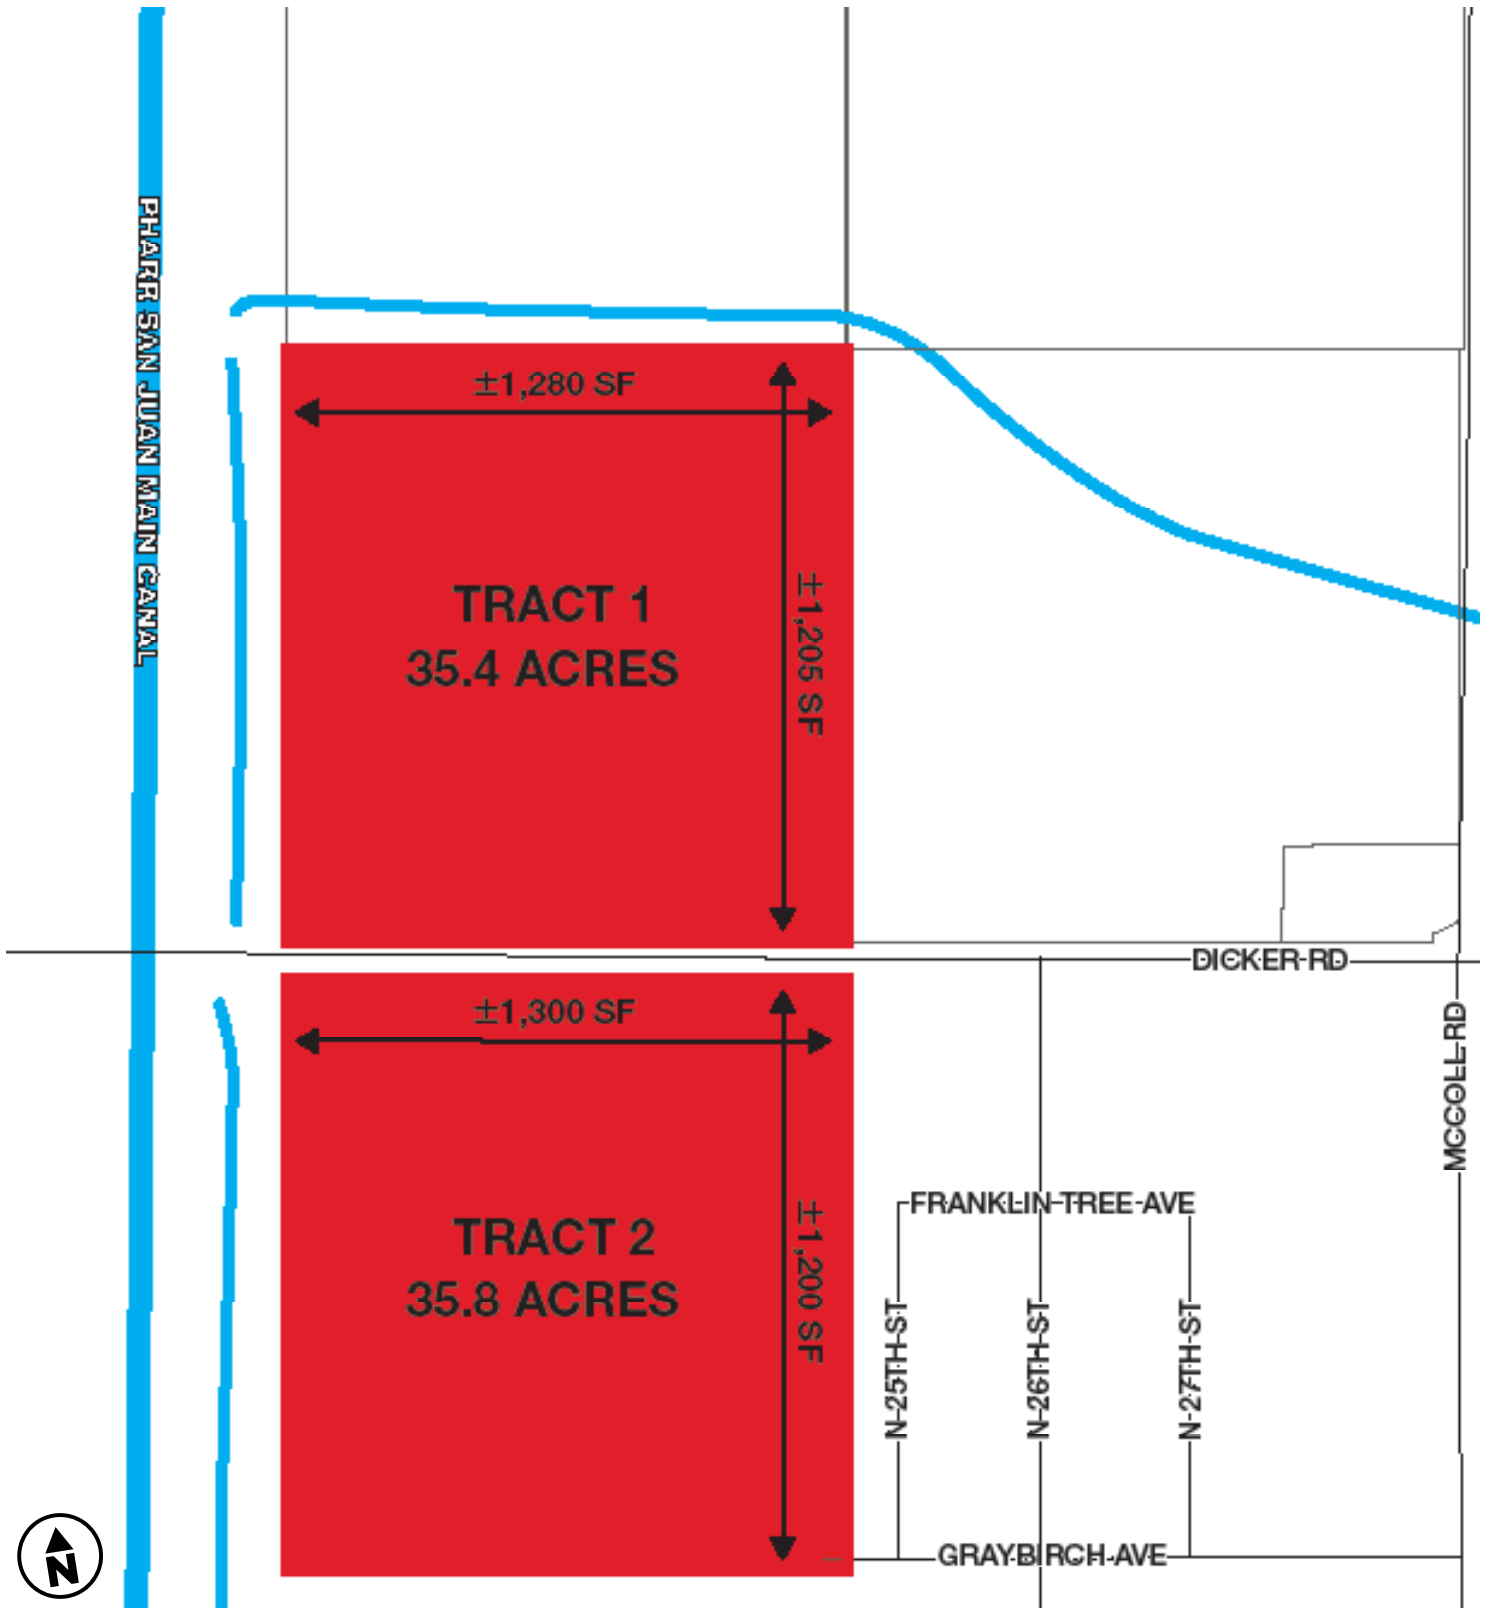 PHARR SAN JUAN MAIN CANAL
±1,280 SF
±1,205 SF
TRACT 1
35.4 ACRES
DICKER RD
MCCOLL RD
±1,300 SF
±1,200 SF
TRACT 2
35.8 ACRES
FRANKLIN TREE AVE
N 25TH ST
N 26TH ST
N 27TH ST
GRAYBIRCH AVE
N